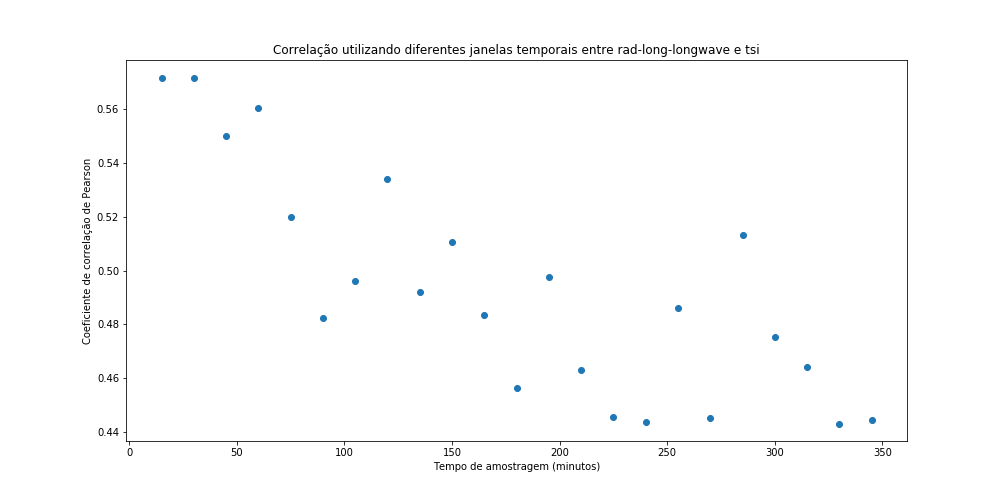 Correlação utilizando diferentes janelas temporais entre rad-long-longwave e tsi
Coeficiente de correlação de Pearson
0.56
0.54
0.52
0.50
0.48
0.46
0.44
0 50 100 150 200 250 300 350
Tempo de amostragem (minutos)